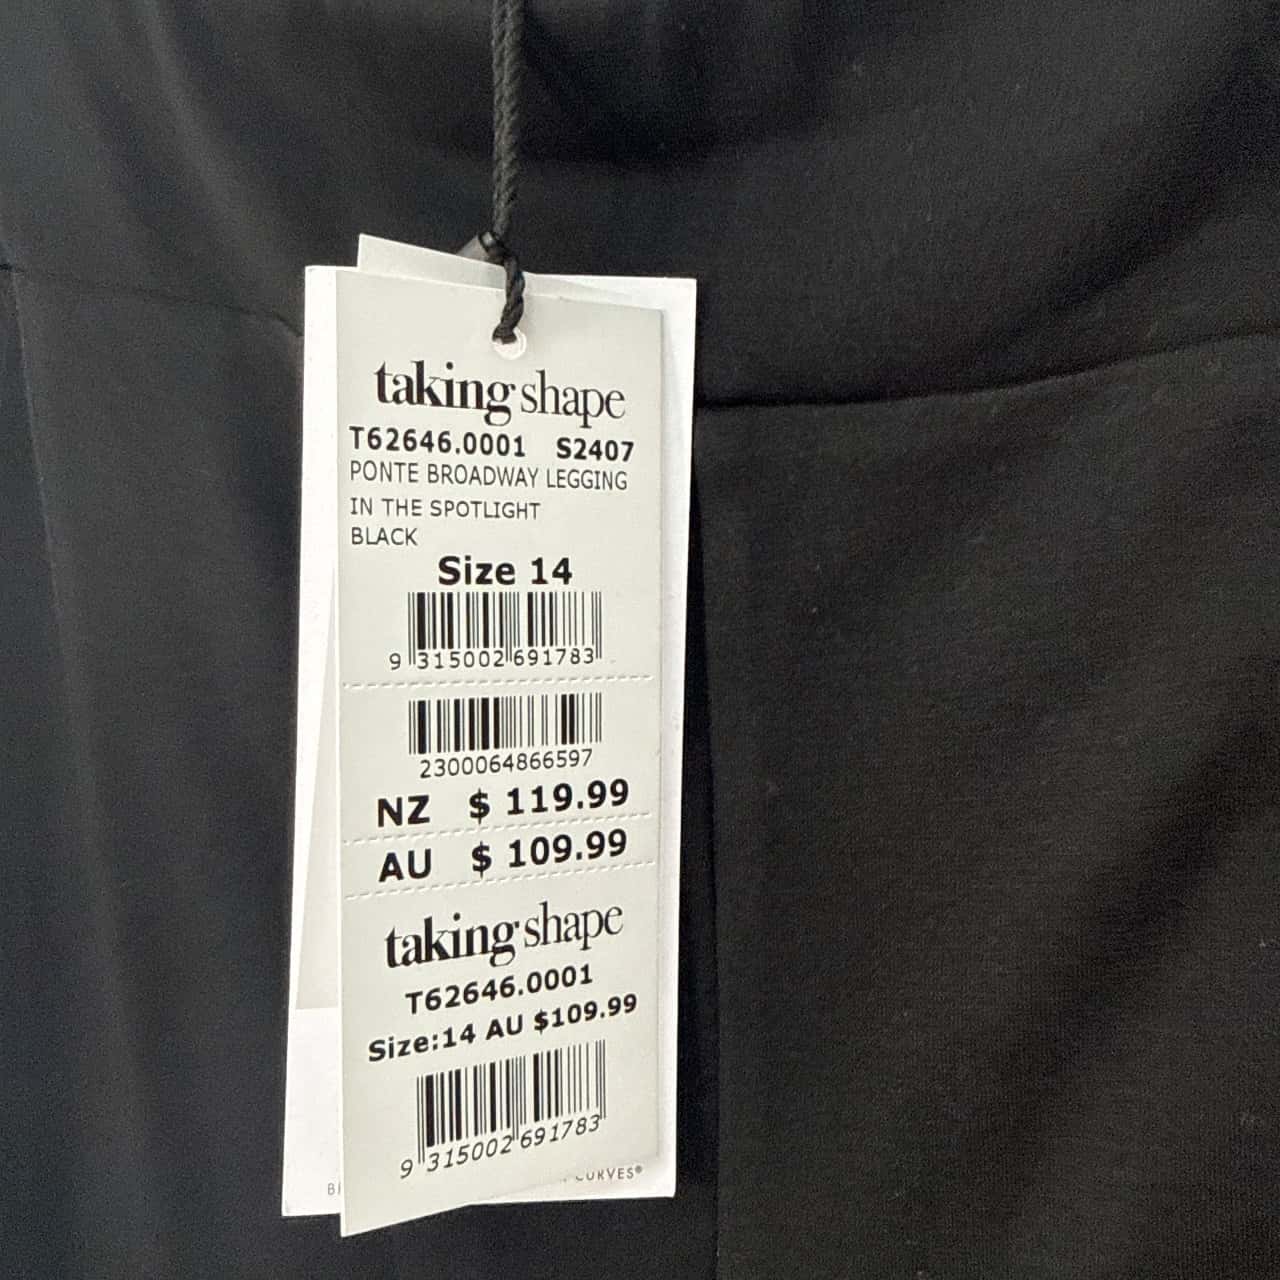 taking shape
T62646.0001 S2407
PONTE BROADWAY LEGGING
IN THE SPOTLIGHT
BLACK
Size 14
9 315002 691783
2300064866597
NZ $ 119.99
AU $ 109.99
taking shape
T62646.0001
Size:14 AU $109.99
9 315002 691783
CURVES®